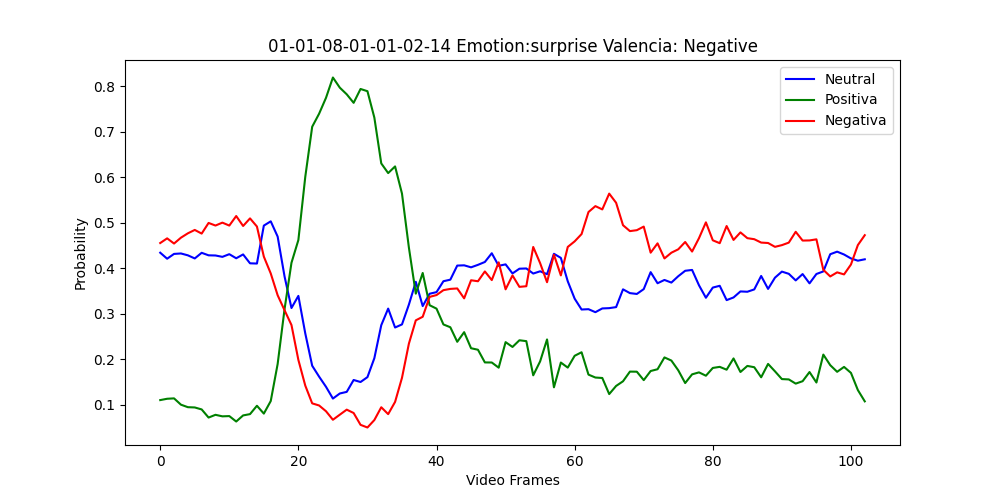 01-01-08-01-01-02-14 Emotion:surprise Valencia: Negative
Neutral
Positiva
Negativa
Probability
0.8
0.7
0.6
0.5
0.4
0.3
0.2
0.1
0 20 40 60 80 100
Video Frames